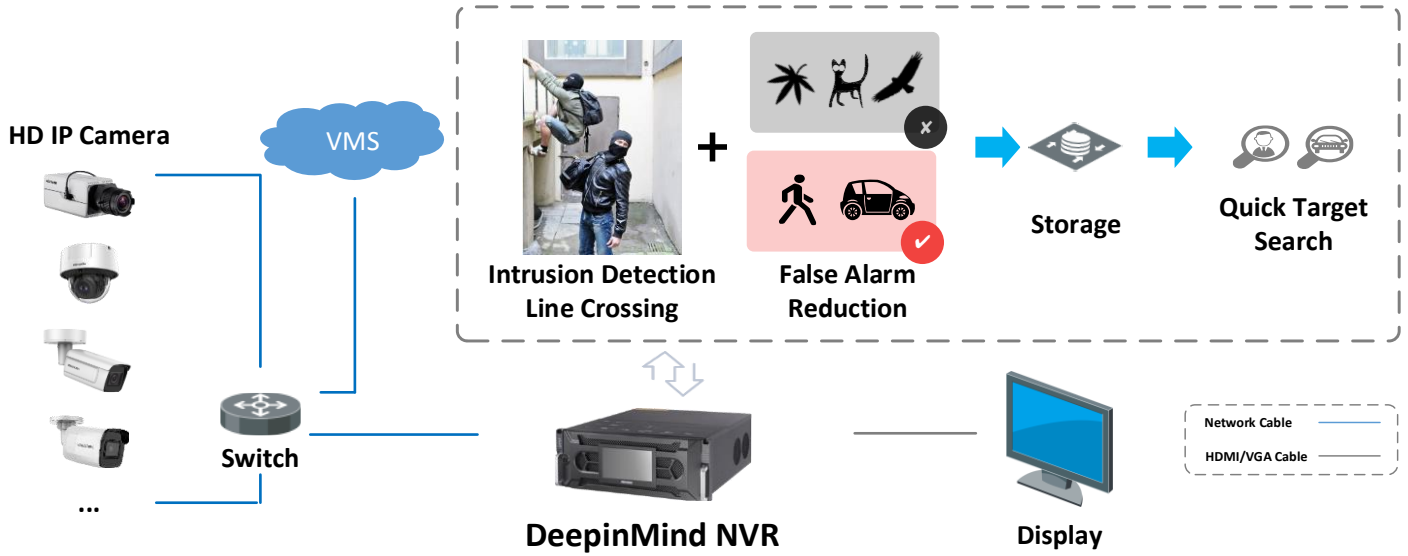 HD IP Camera
VMS
Intrusion Detection
Line Crossing
+
False Alarm
Reduction
Storage
Quick Target
Search
Switch
...
DeepinMind NVR
Display
Network Cable
HDMI/VGA Cable